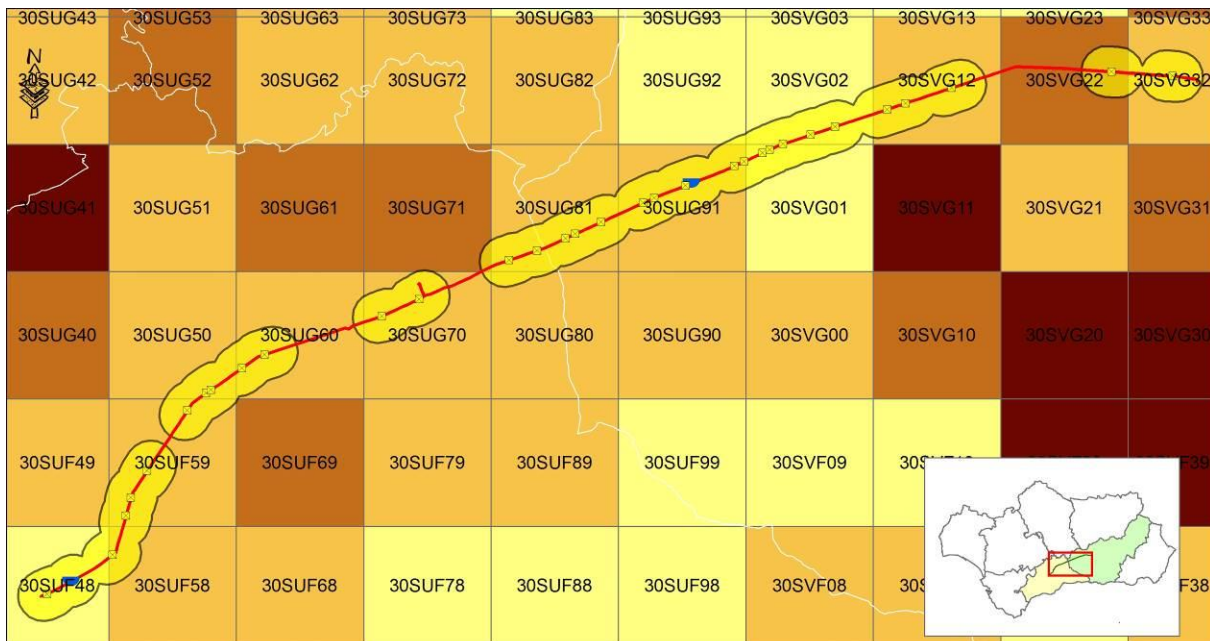 30SUG43 30SUG53 30SUG63 30SUG73 30SUG83 30SUG93 30SVG03 30SVG13 30SVG23 30SVG33
N
30SUG42 30SUG52 30SUG62 30SUG72 30SUG82 30SUG92 30SVG02 30SVG12 30SVG22 30SVG32
30SUG41 30SUG51 30SUG61 30SUG71 30SUG81 30SUG91 30SVG01 30SVG11 30SVG21 30SVG31
30SUG40 30SUG50 30SUG60 30SUG70 30SUG80 30SUG90 30SVG00 30SVG10 30SVG20 30SVG30
30SUF49 30SUF59 30SUF69 30SUF79 30SUF89 30SUF99 30SVF09
30SUF48 30SUF58 30SUF68 30SUF78 30SUF88 30SUF98 30SVF08